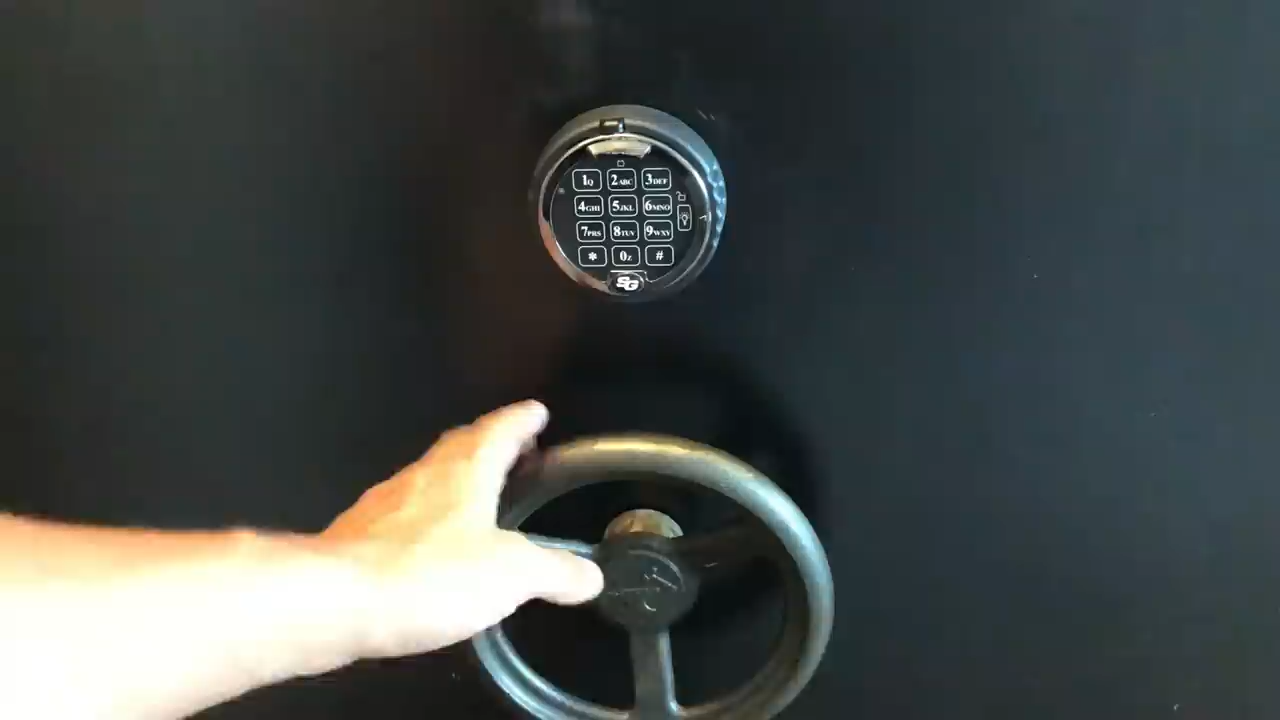 1Q 2ABC 3DEF
4GHI 5JKL 6MNO
7PRS 8TUV 9WXY
* 0Z #
SG